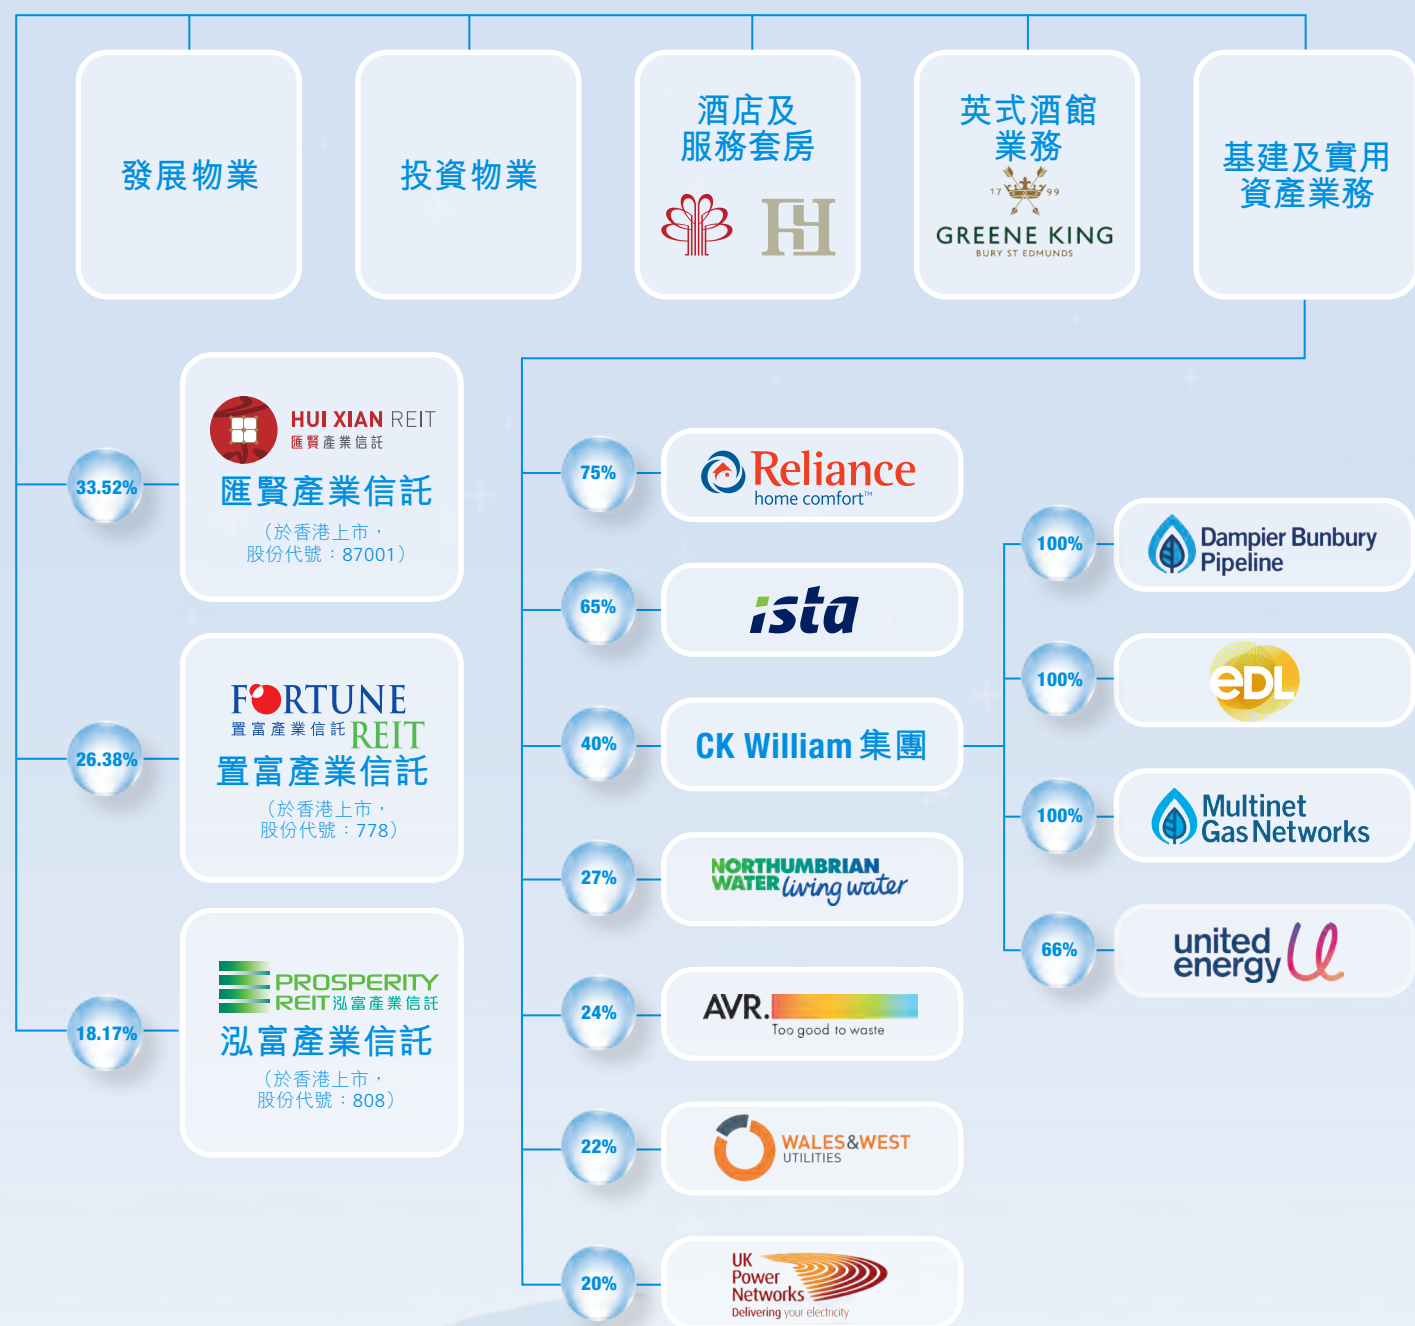 發展物業
投資物業
酒店及
服務套房
英式酒館
業務
17 99
GREENE KING
BURY ST EDMUNDS
基建及實用
資產業務
33.52%
HUI XIAN REIT
匯賢產業信託
匯賢產業信託
（於香港上市，
股份代號：87001）
26.38%
FORTUNE
置富產業信託 REIT
置富產業信託
（於香港上市，
股份代號：778）
18.17%
PROSPERITY
REIT 泓富產業信託
泓富產業信託
（於香港上市，
股份代號：808）
75%
Reliance
home comfort™
65%
ista
40%
CK William 集團
27%
NORTHUMBRIAN
WATER living water
24%
AVR.
Too good to waste
22%
WALES&WEST
UTILITIES
20%
UK
Power
Networks
Delivering your electricity
100%
Dampier Bunbury
Pipeline
100%
eDL
100%
Multinet
Gas Networks
66%
united
energy